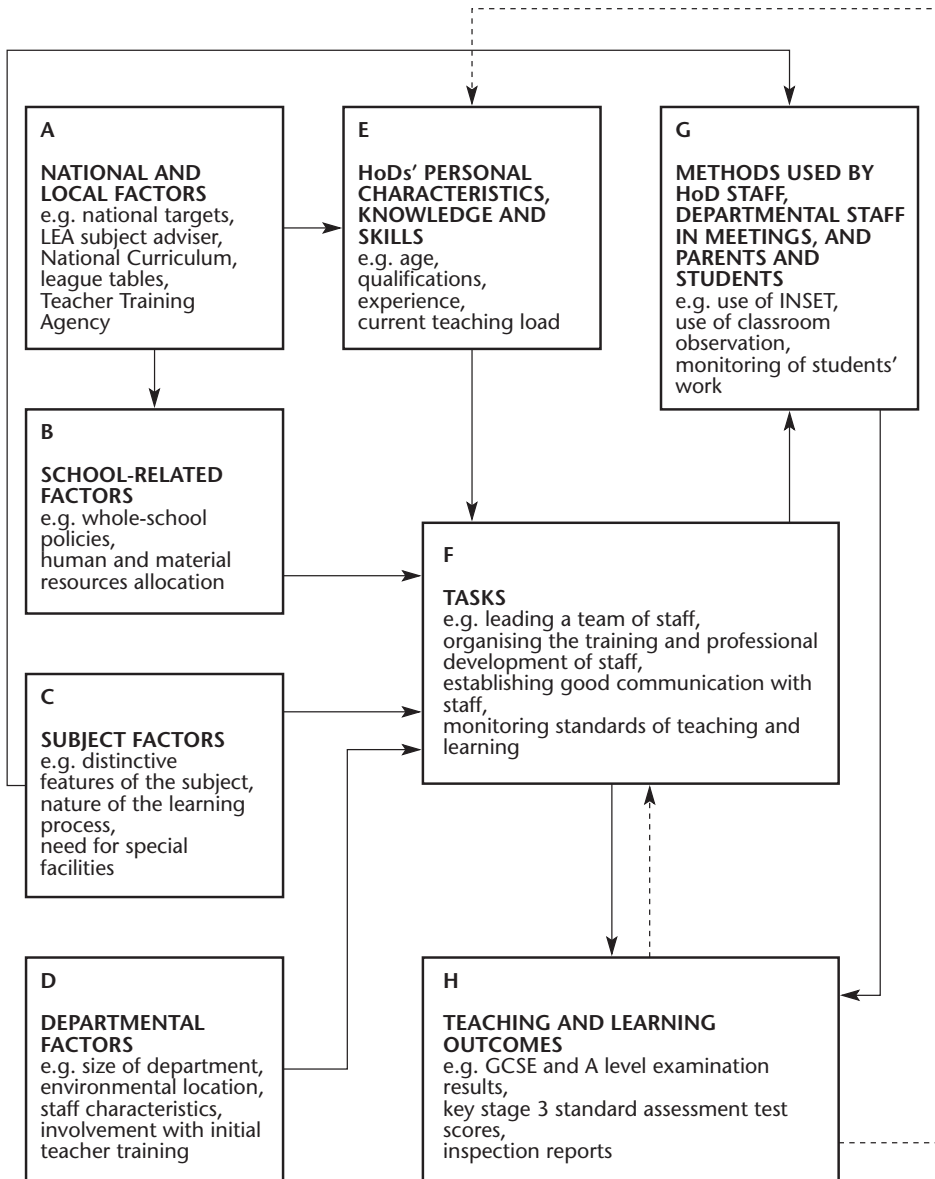 A
NATIONAL AND
LOCAL FACTORS
e.g. national targets,
LEA subject adviser,
National Curriculum,
league tables,
Teacher Training
Agency
E
HoDs' PERSONAL
CHARACTERISTICS,
KNOWLEDGE AND
SKILLS
e.g. age,
qualifications,
experience,
current teaching load
G
METHODS USED BY
HoD STAFF,
DEPARTMENTAL STAFF
IN MEETINGS, AND
PARENTS AND
STUDENTS
e.g. use of INSET,
use of classroom
observation,
monitoring of students'
work
B
SCHOOL-RELATED
FACTORS
e.g. whole-school
policies,
human and material
resources allocation
F
TASKS
e.g. leading a team of staff,
organising the training and professional
development of staff,
establishing good communication with
staff,
monitoring standards of teaching and
learning
C
SUBJECT FACTORS
e.g. distinctive
features of the subject,
nature of the learning
process,
need for special
facilities
D
DEPARTMENTAL
FACTORS
e.g. size of department,
environmental location,
staff characteristics,
involvement with initial
teacher training
H
TEACHING AND LEARNING
OUTCOMES
e.g. GCSE and A level examination
results,
key stage 3 standard assessment test
scores,
inspection reports